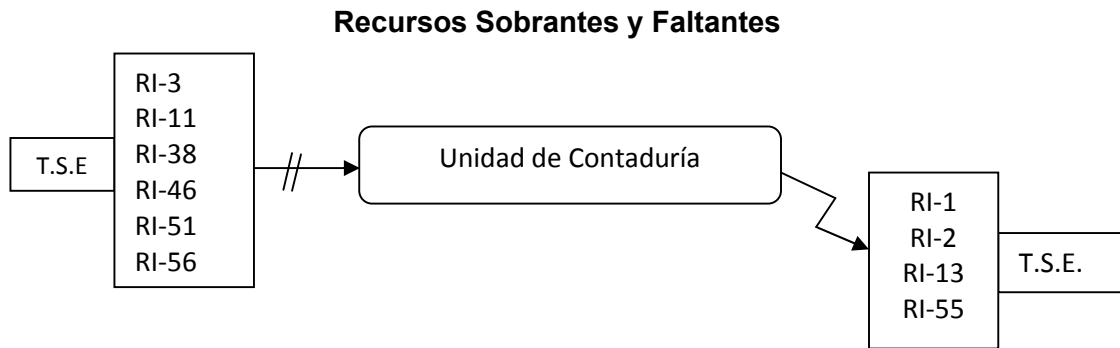 Recursos Sobrantes y Faltantes
T.S.E
RI-3
RI-11
RI-38
RI-46
RI-51
RI-56
Unidad de Contaduría
RI-1
RI-2
RI-13
RI-55
T.S.E.